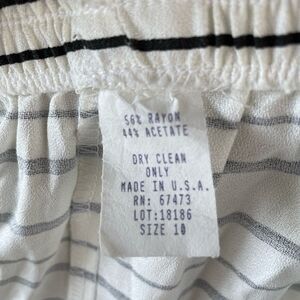 56% RAYON
44% ACETATE
DRY CLEAN
ONLY
MADE IN U.S.A.
RN: 67473
LOT:18186
SIZE 10